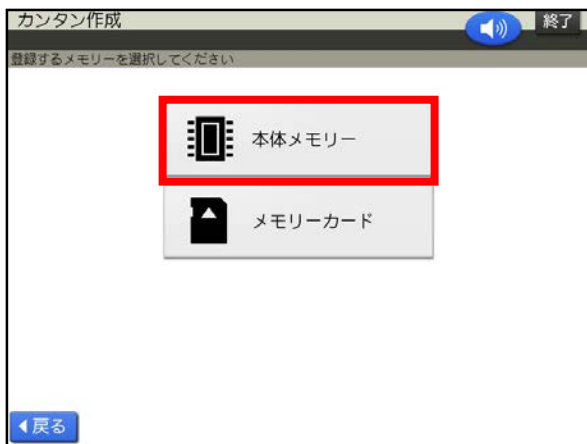 カンタン作成
終了
登録するメモリーを選択してください
本体メモリー
メモリーカード
戻る